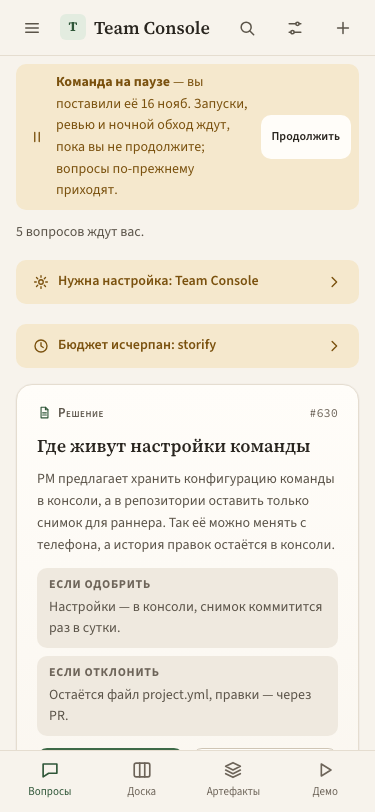 T Team Console
Команда на паузе — вы
поставили её 16 нояб. Запуски,
ревью и ночной обход ждут,
пока вы не продолжите;
вопросы по-прежнему
приходят.
Продолжить
5 вопросов ждут вас.
Нужна настройка: Team Console
Бюджет исчерпан: storify
Решение #630
Где живут настройки команды
PM предлагает хранить конфигурацию команды
в консоли, а в репозитории оставить только
снимок для раннера. Так её можно менять с
телефона, а история правок остаётся в консоли.
ЕСЛИ ОДОБРИТЬ
Настройки — в консоли, снимок коммитится
раз в сутки.
ЕСЛИ ОТКЛОНИТЬ
Остаётся файл project.yml, правки — через
PR.
Вопросы Доска Артефакты Демо